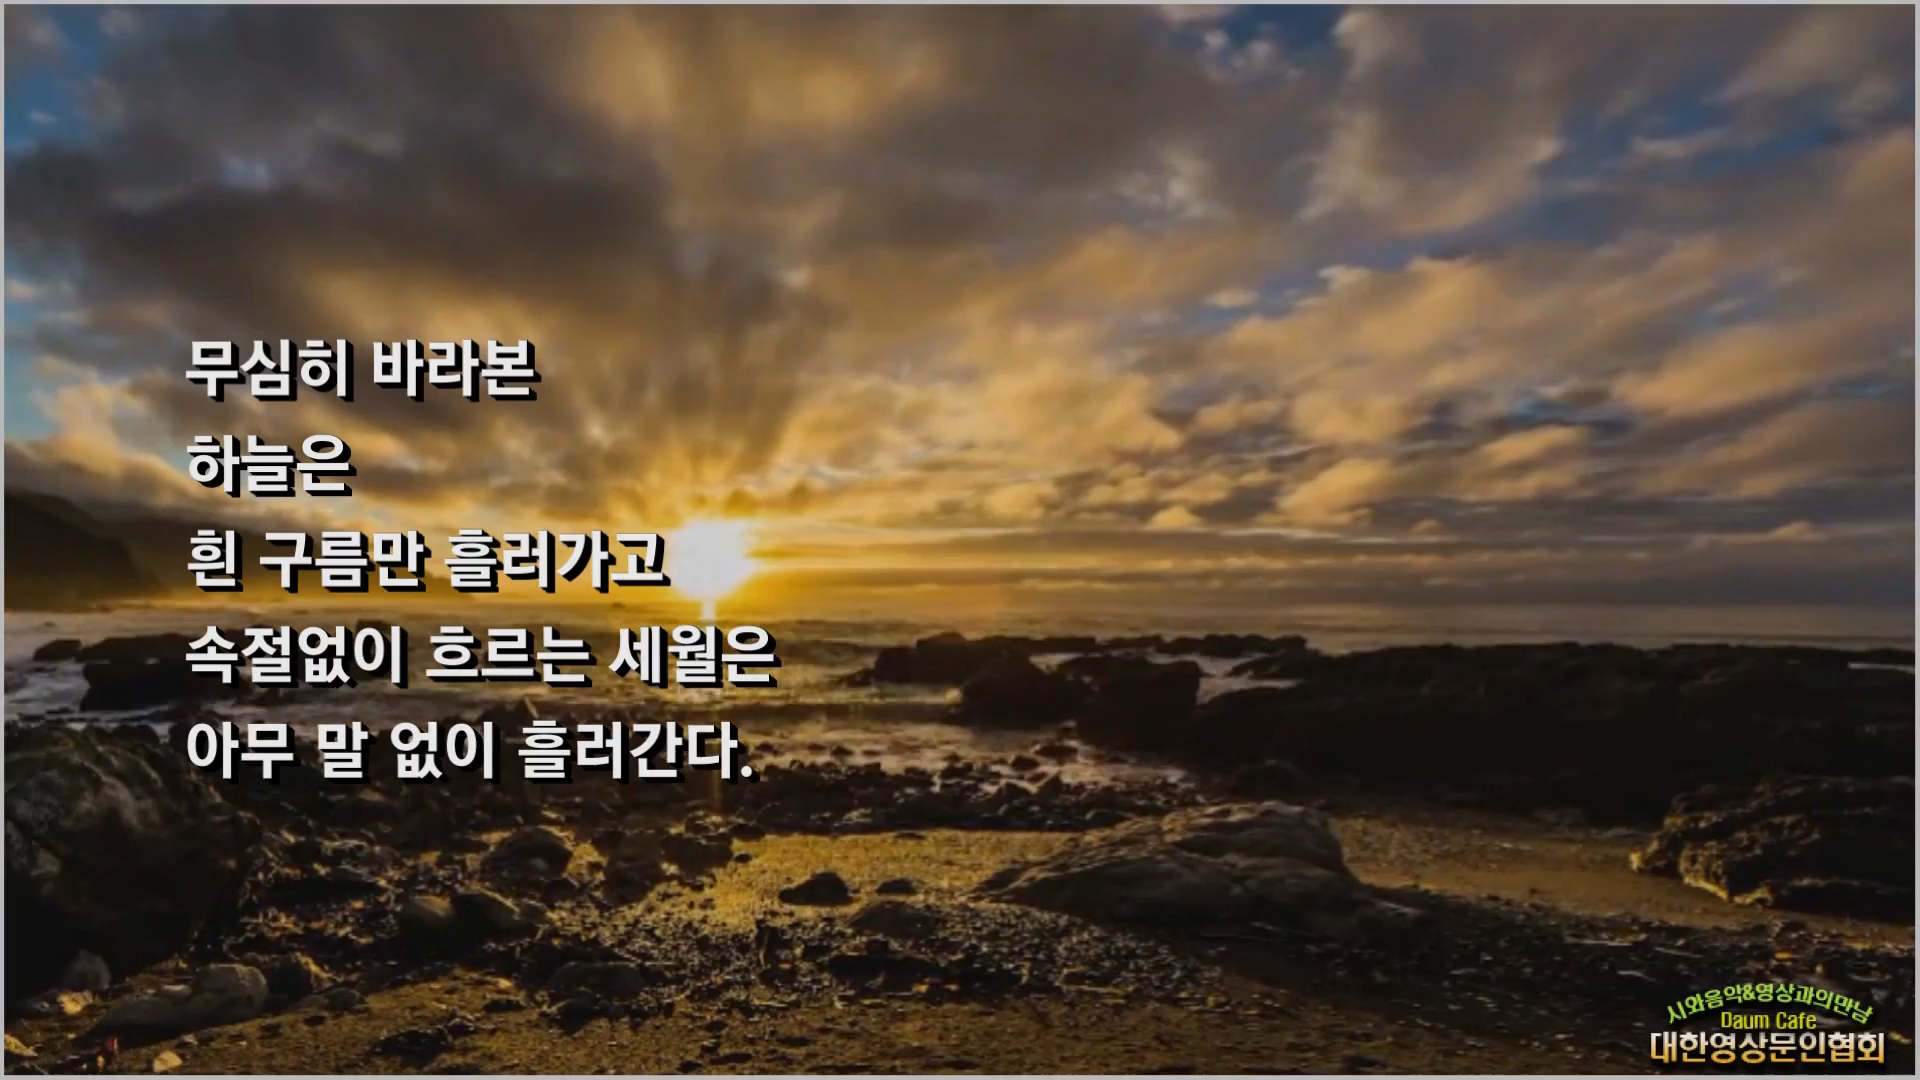 무심히 바라본
하늘은
흰 구름만 흘러가고
속절없이 흐르는 세월은
아무 말 없이 흘러간다.
시와음악&영상과의만남
Daum Cafe
대한영상문인협회